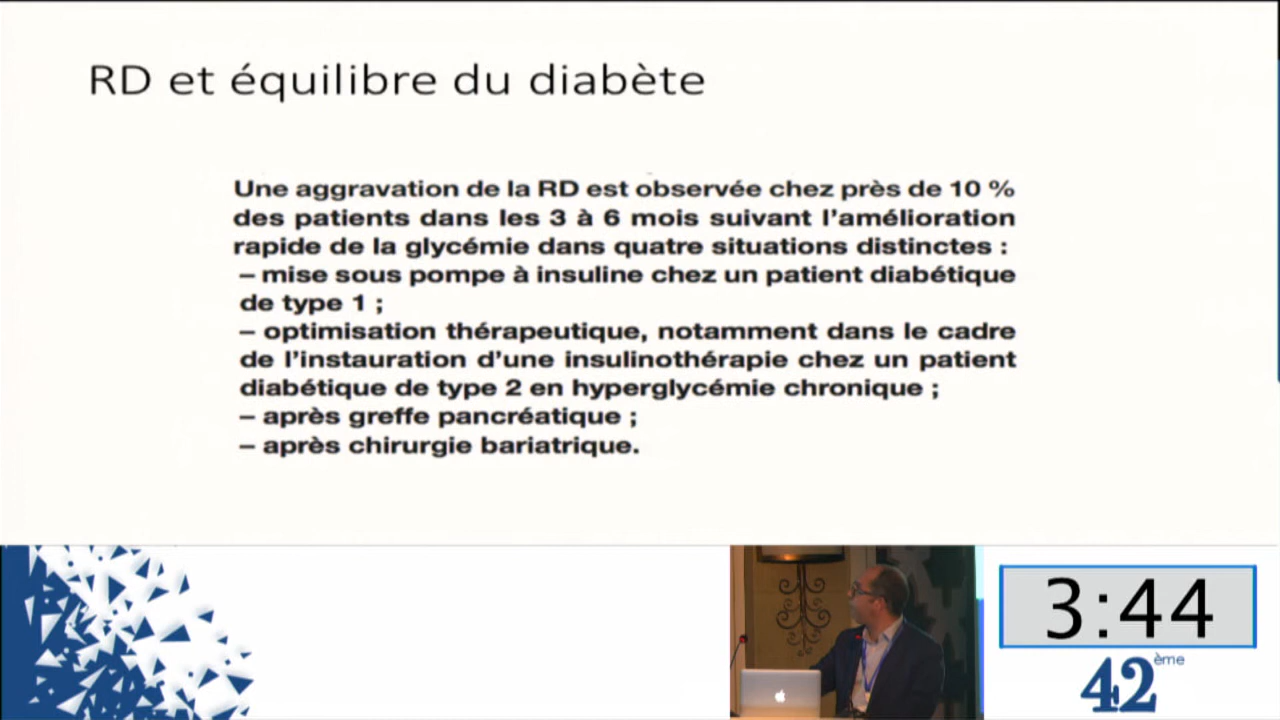 RD et équilibre du diabète
Une aggravation de la RD est observée chez près de 10 %
des patients dans les 3 à 6 mois suivant l'amélioration
rapide de la glycémie dans quatre situations distinctes :
– mise sous pompe à insuline chez un patient diabétique
de type 1 ;
– optimisation thérapeutique, notamment dans le cadre
de l'instauration d'une insulinothérapie chez un patient
diabétique de type 2 en hyperglycémie chronique ;
– après greffe pancréatique ;
– après chirurgie bariatrique.
3:44
42ème